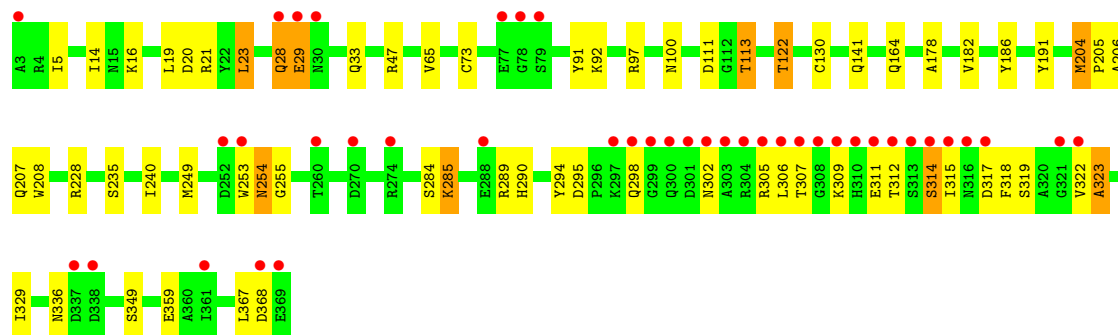 A3 R4 I5 I14 N15 K16 L19 D20 R21 Y22 L23 Q28 E29 N30 Q33 R47 V65 C73 E77 G78 S79 Y91 K92 R97 N100 D111 G112 T113 T122 C130 Q141 Q164 A178 V182 Y186 Y191 M204 P205 A206
Q207 W208 R228 S235 I240 M249 D252 W253 N254 G255 T260 D270 R274 S284 K285 E288 R289 H290 Y294 D295 P296 K297 Q298 G299 Q300 D301 N302 A303 R304 R305 L306 T307 G308 K309 H310 E311 T312 S313 S314 I315 N316 D317 F318 S319 A320 G321 V322 A323
I329 N336 D337 D338 S349 E359 A360 I361 L367 D368 E369